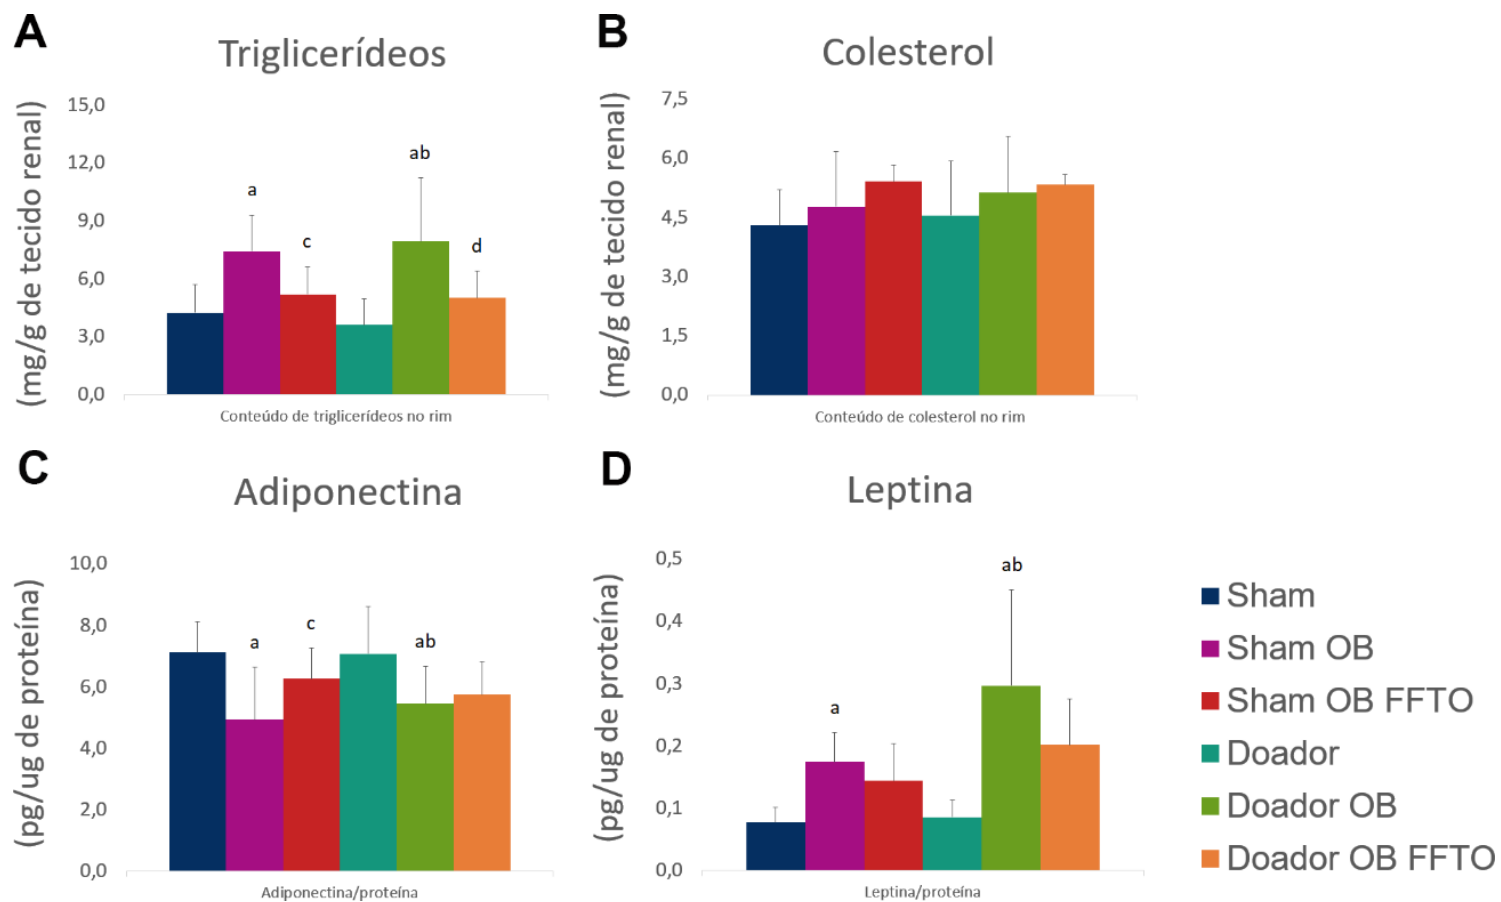 A
Triglicerídeos
(mg/g de tecido renal)
15,0
12,0
9,0
6,0
3,0
0,0
a
c
ab
d
Conteúdo de triglicerídeos no rim
B
Colesterol
(mg/g de tecido renal)
7,5
6,0
4,5
3,0
1,5
0,0
Conteúdo de colesterol no rim
C
Adiponectina
(pg/ug de proteína)
10,0
8,0
6,0
4,0
2,0
0,0
a
c
ab
Adiponectina/proteína
D
Leptina
(pg/ug de proteína)
0,5
0,4
0,3
0,2
0,1
0,0
a
ab
Leptina/proteína
Sham
Sham OB
Sham OB FFTO
Doador
Doador OB
Doador OB FFTO